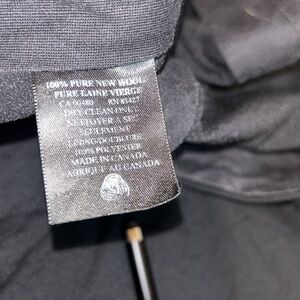 100% PURE NEW WOOL
PURE LAINE VIERGE
CA 00480 RN 83427
DRY CLEAN ONLY
NETTOYER A SEC
SEULEMENT
LINING/DOUBLURE
100% POLYESTER
MADE IN CANADA
FABRIQUE AU CANADA